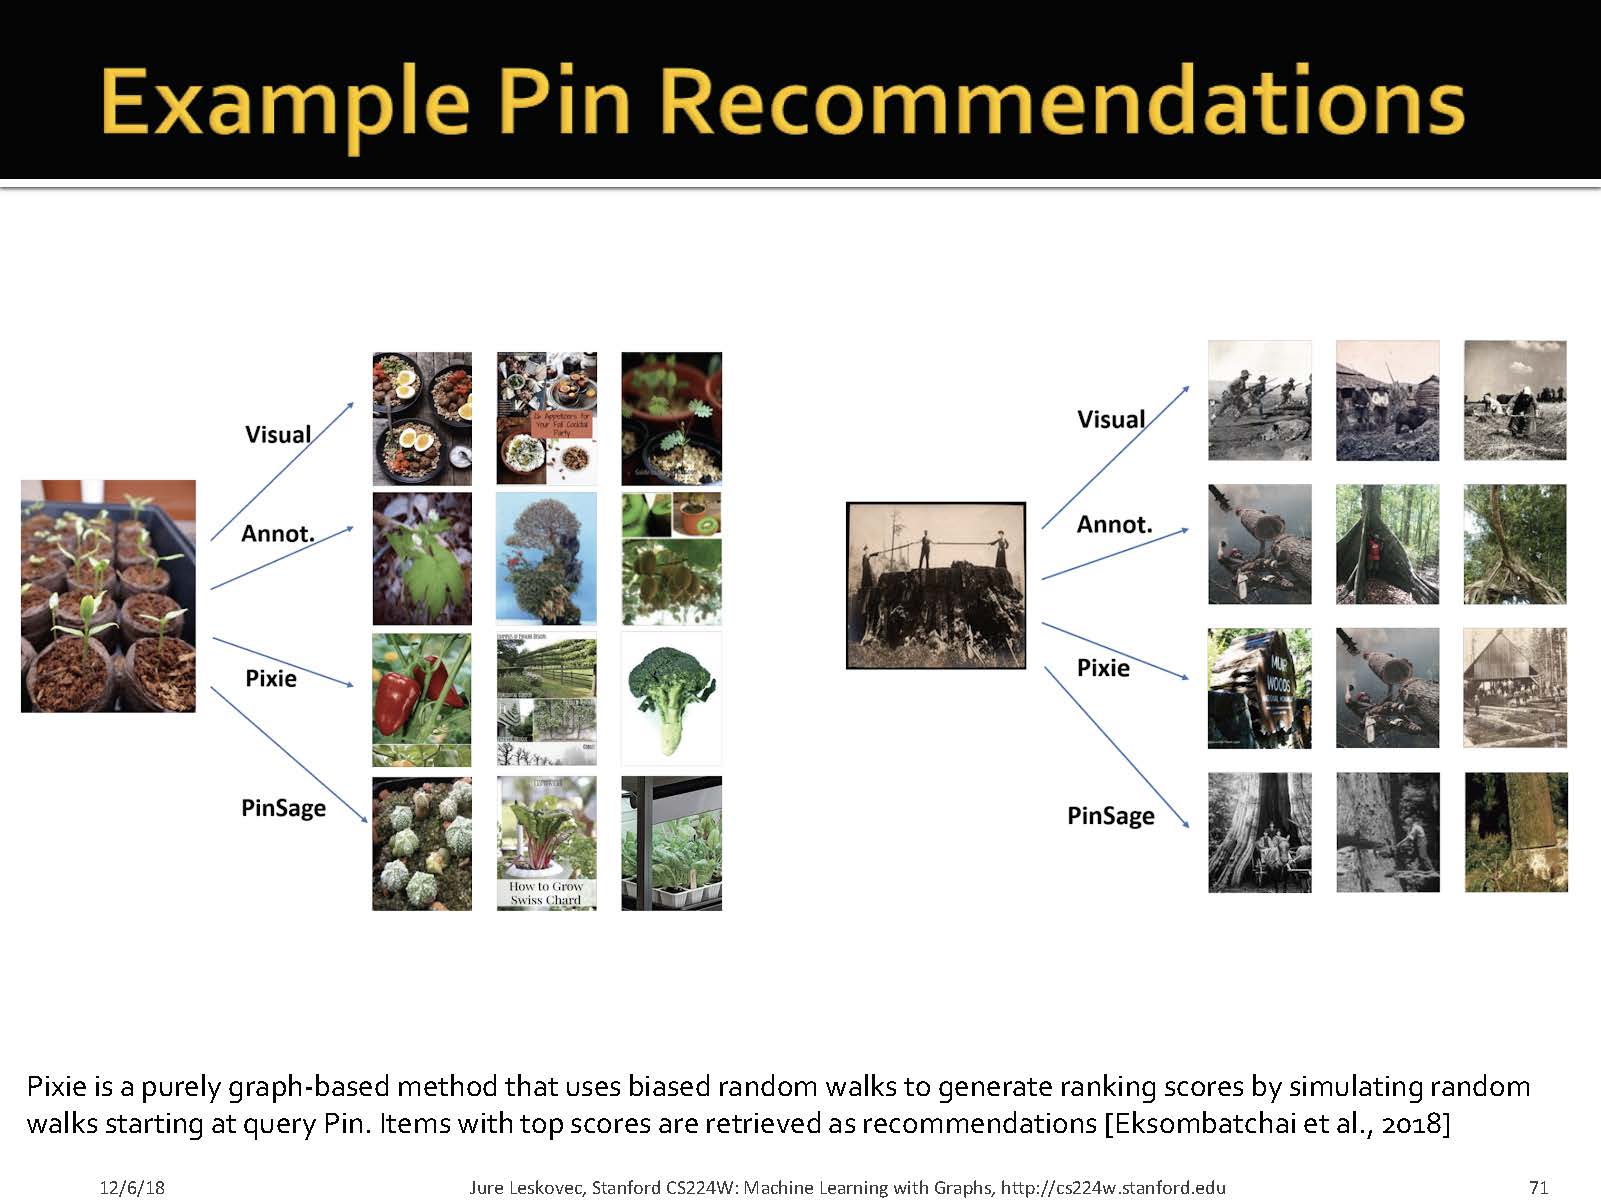 Example Pin Recommendations
Visual
Annot.
Pixie
PinSage
15 Appetizers for
Your Fall Cocktail
Party
How to Grow
Swiss Chard
Visual
Annot.
Pixie
PinSage
MUIR
WOODS
Pixie is a purely graph-based method that uses biased random walks to generate ranking scores by simulating random
walks starting at query Pin. Items with top scores are retrieved as recommendations [Eksombatchai et al., 2018]
12/6/18
Jure Leskovec, Stanford CS224W: Machine Learning with Graphs, http://cs224w.stanford.edu
71